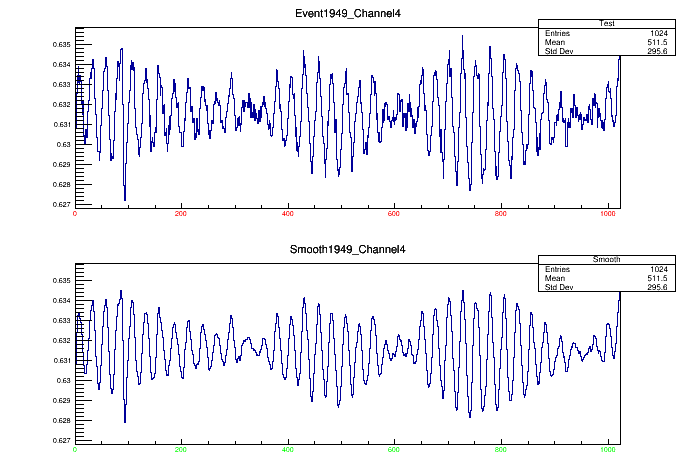 Event1949_Channel4
Test
Entries 1024
Mean 511.5
Std Dev 295.6
0.635
0.634
0.633
0.632
0.631
0.63
0.629
0.628
0.627
0 200 400 600 800 1000
Smooth1949_Channel4
Smooth
Entries 1024
Mean 511.5
Std Dev 295.6
0.635
0.634
0.633
0.632
0.631
0.63
0.629
0.628
0.627
0 200 400 600 800 1000